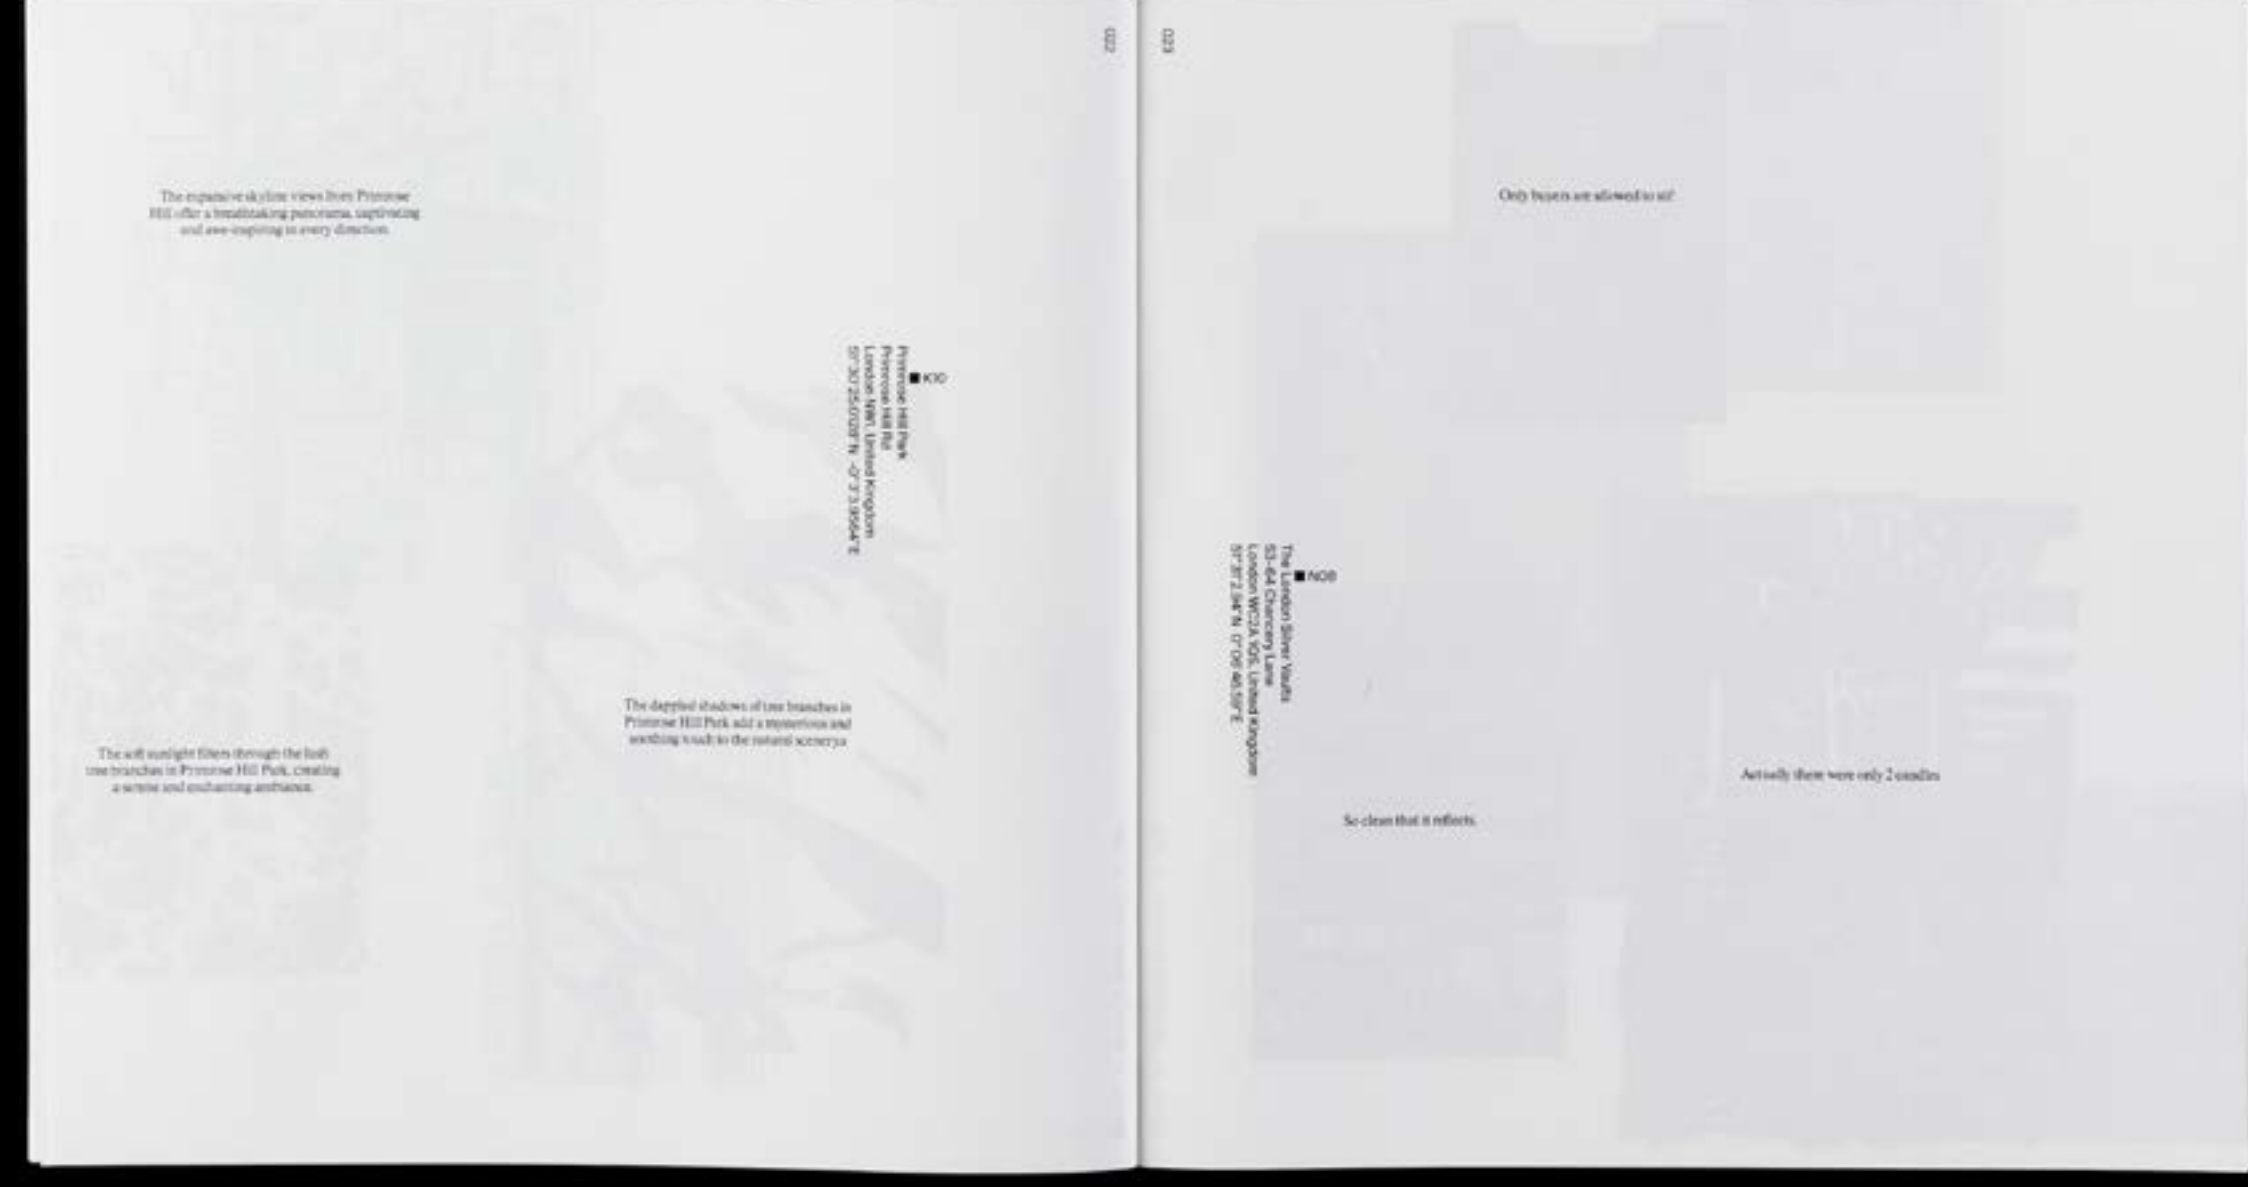 022
The expansive skyline views from Primrose
Hill offer a breathtaking panorama, captivating
and awe-inspiring in every direction.
K10
Primrose Hill Park
Primrose Hill Rd
London NW1, United Kingdom
The dappled shadows of tree branches in
Primrose Hill Park add a mysterious and
soothing touch to the natural scenery.s
The soft sunlight filters through the lush
tree branches in Primrose Hill Park, creating
a serene and enchanting ambiance.
023
Only buyers are allowed to sit!
N08
The London Silver Vaults
53-64 Chancery Lane
London WC2A 1QS, United Kingdom
Actually there were only 2 candles
So clean that it reflects.